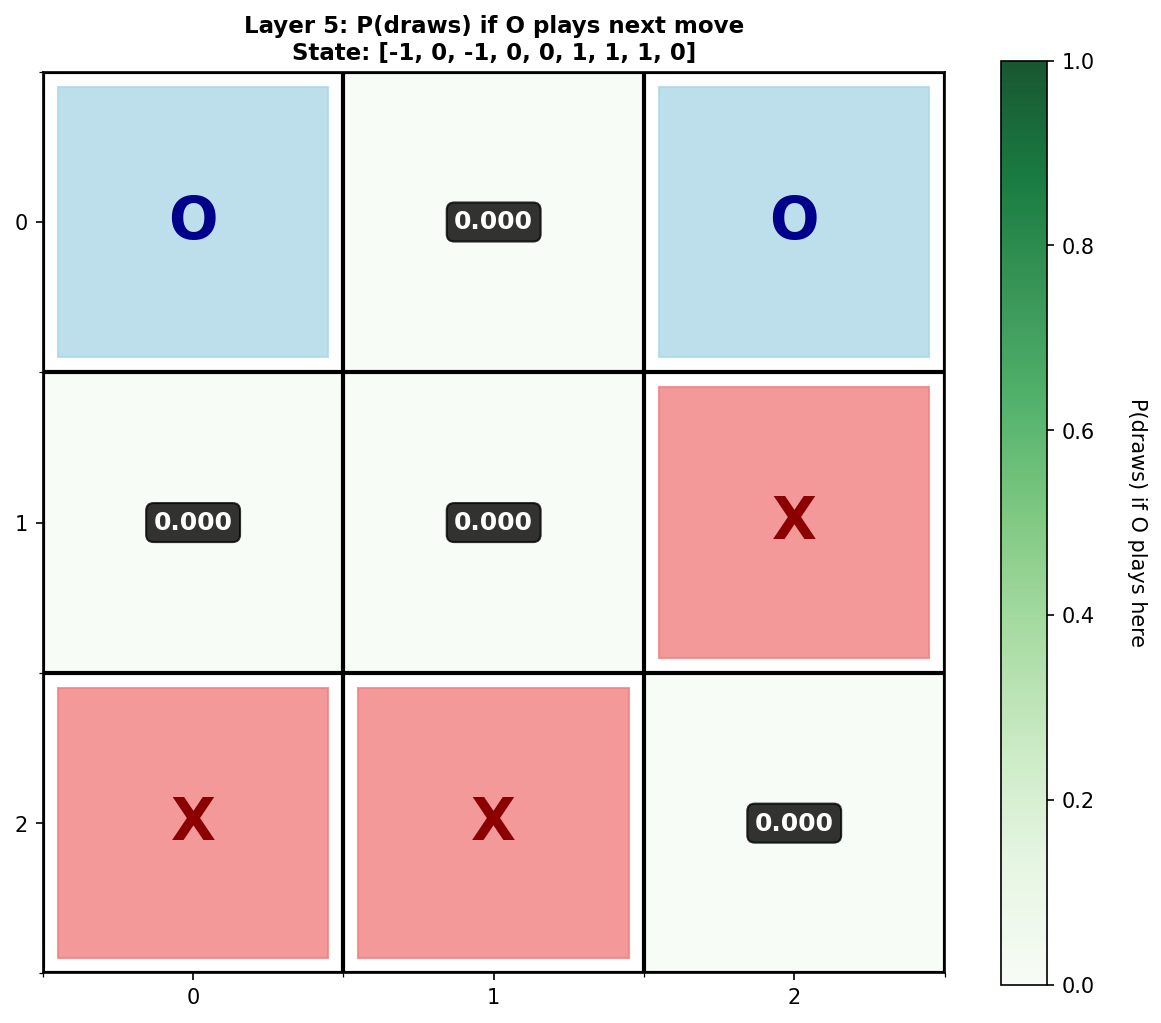 Layer 5: P(draws) if O plays next move
State: [-1, 0, -1, 0, 0, 1, 1, 1, 0]
0
O
0.000
O
1
0.000
0.000
X
2
X
X
0.000
0
1
2
1.0
0.8
0.6
0.4
0.2
0.0
P(draws) if O plays here